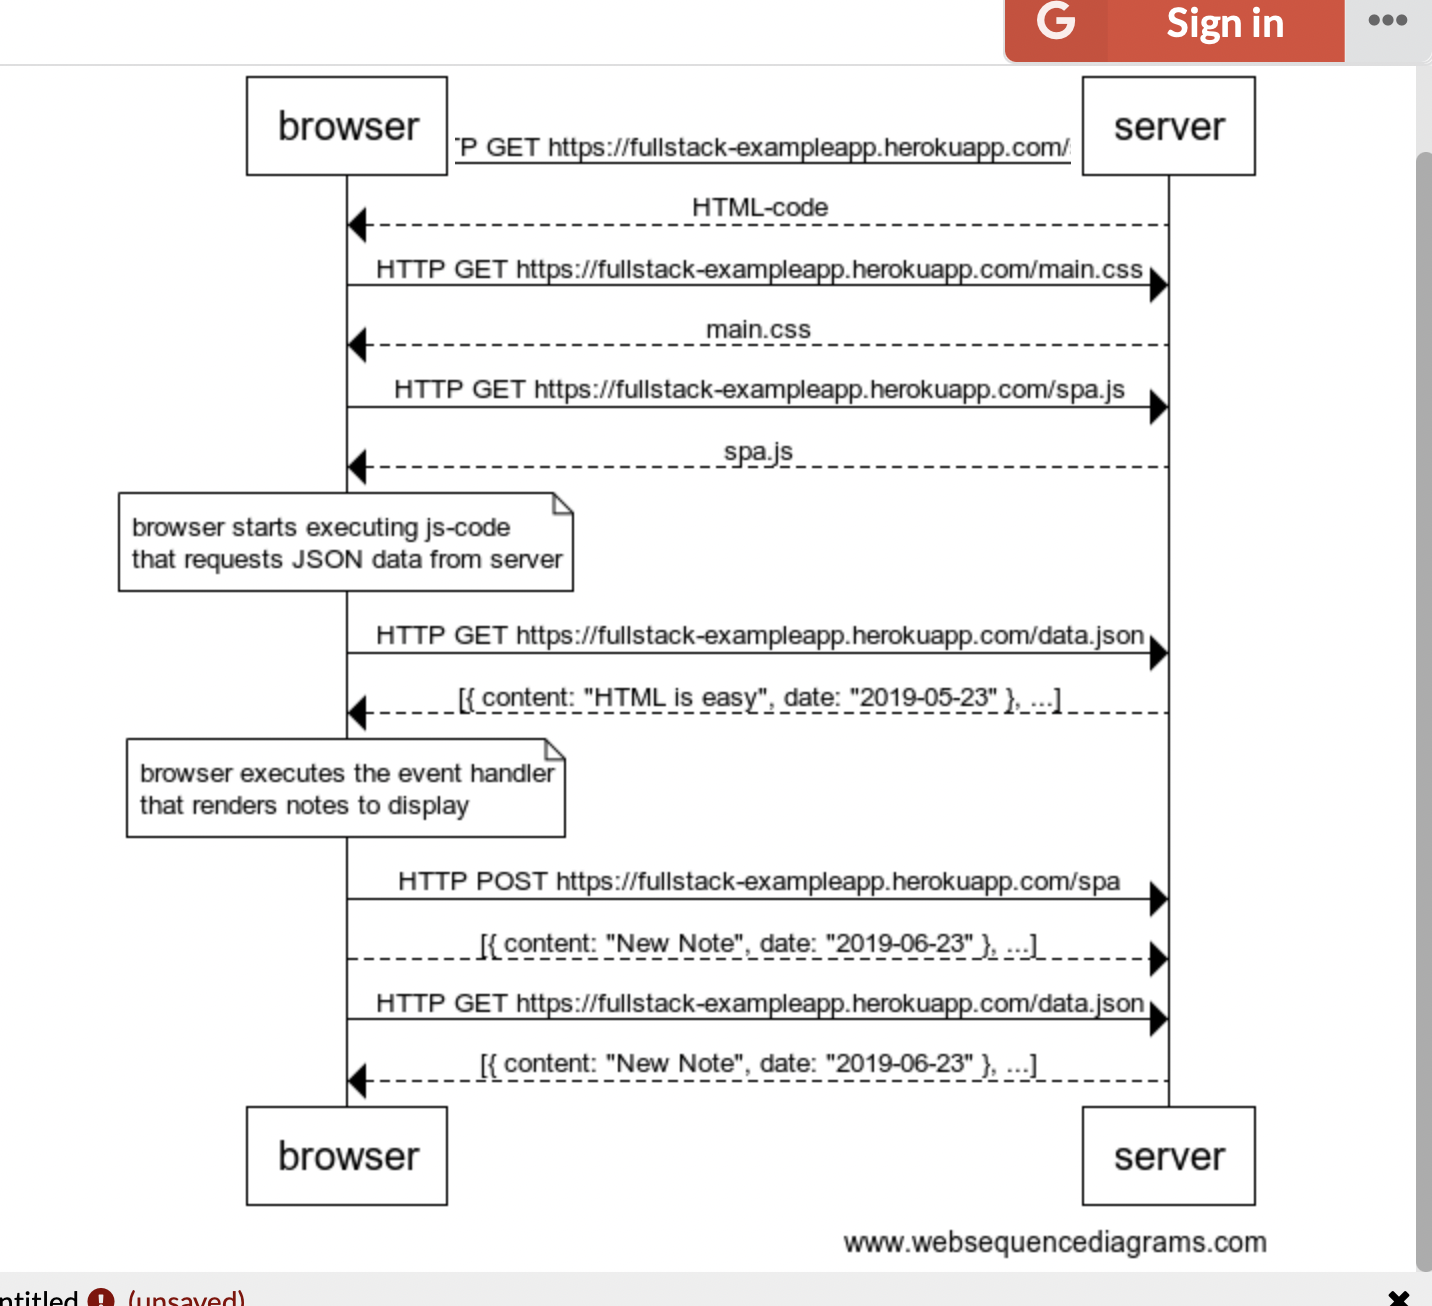 G Sign in
browser
server
GET https://fullstack-exampleapp.herokuapp.com/
HTML-code
HTTP GET https://fullstack-exampleapp.herokuapp.com/main.css
main.css
HTTP GET https://fullstack-exampleapp.herokuapp.com/spa.js
spa.js
browser starts executing js-code
that requests JSON data from server
HTTP GET https://fullstack-exampleapp.herokuapp.com/data.json
[{ content: "HTML is easy", date: "2019-05-23" }, ...]
browser executes the event handler
that renders notes to display
HTTP POST https://fullstack-exampleapp.herokuapp.com/spa
[{ content: "New Note", date: "2019-06-23" }, ...]
HTTP GET https://fullstack-exampleapp.herokuapp.com/data.json
[{ content: "New Note", date: "2019-06-23" }, ...]
browser
server
www.websequencediagrams.com
ntitled (unsaved)